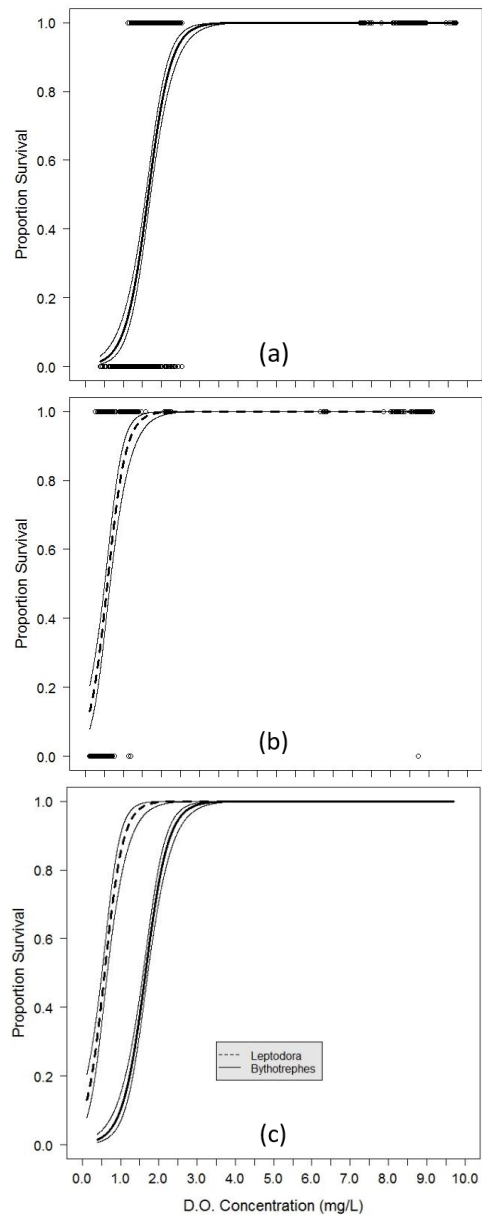 1.0
0.8
0.6
0.4
0.2
0.0
Proportion Survival
(a)
1.0
0.8
0.6
0.4
0.2
0.0
Proportion Survival
(b)
1.0
0.8
0.6
0.4
0.2
0.0
Proportion Survival
Leptodora
Bythotrephes
(c)
0.0 1.0 2.0 3.0 4.0 5.0 6.0 7.0 8.0 9.0 10.0
D.O. Concentration (mg/L)